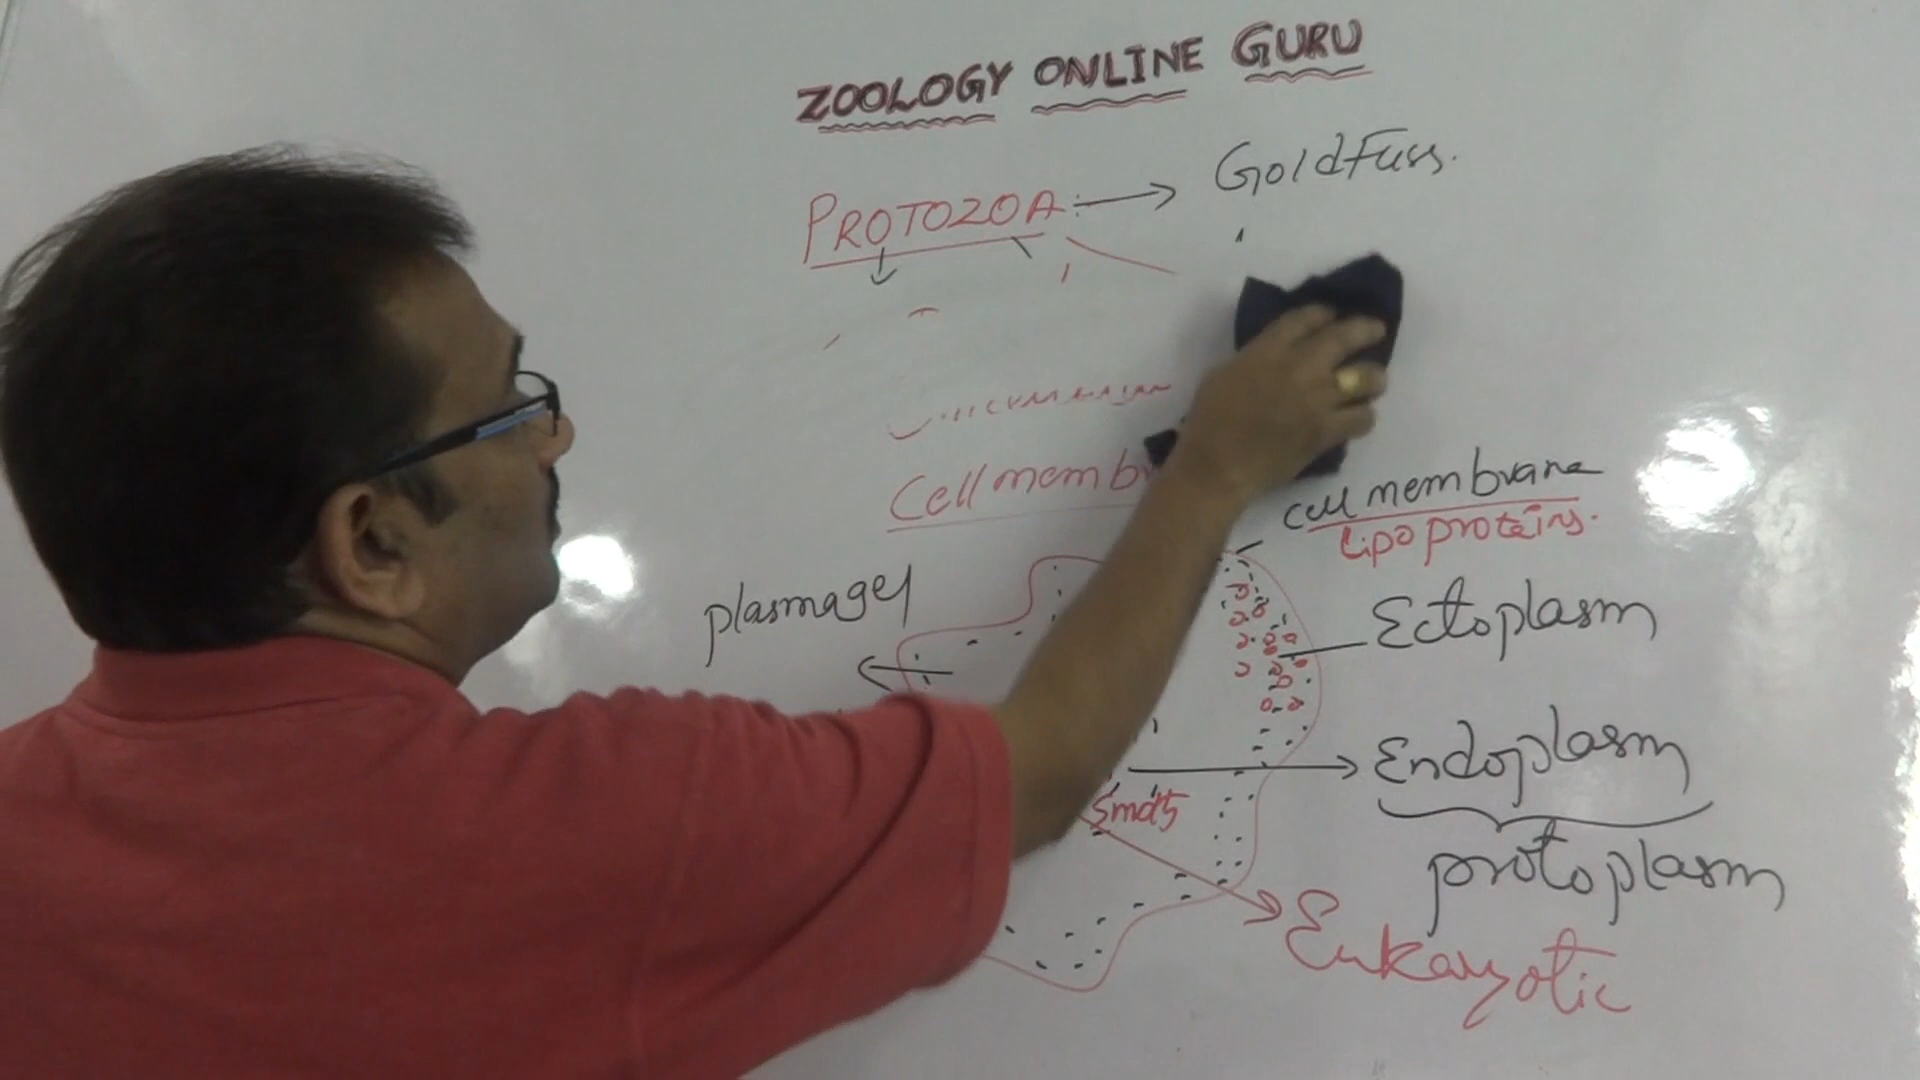 ZOOLOGY ONLINE GURU
PROTOZOA : → Goldfuss.
Cell memb
cell membrane
Lipoproteins.
plasmagel
Ectoplasm
Endoplasm
protoplasm
Eukaryotic